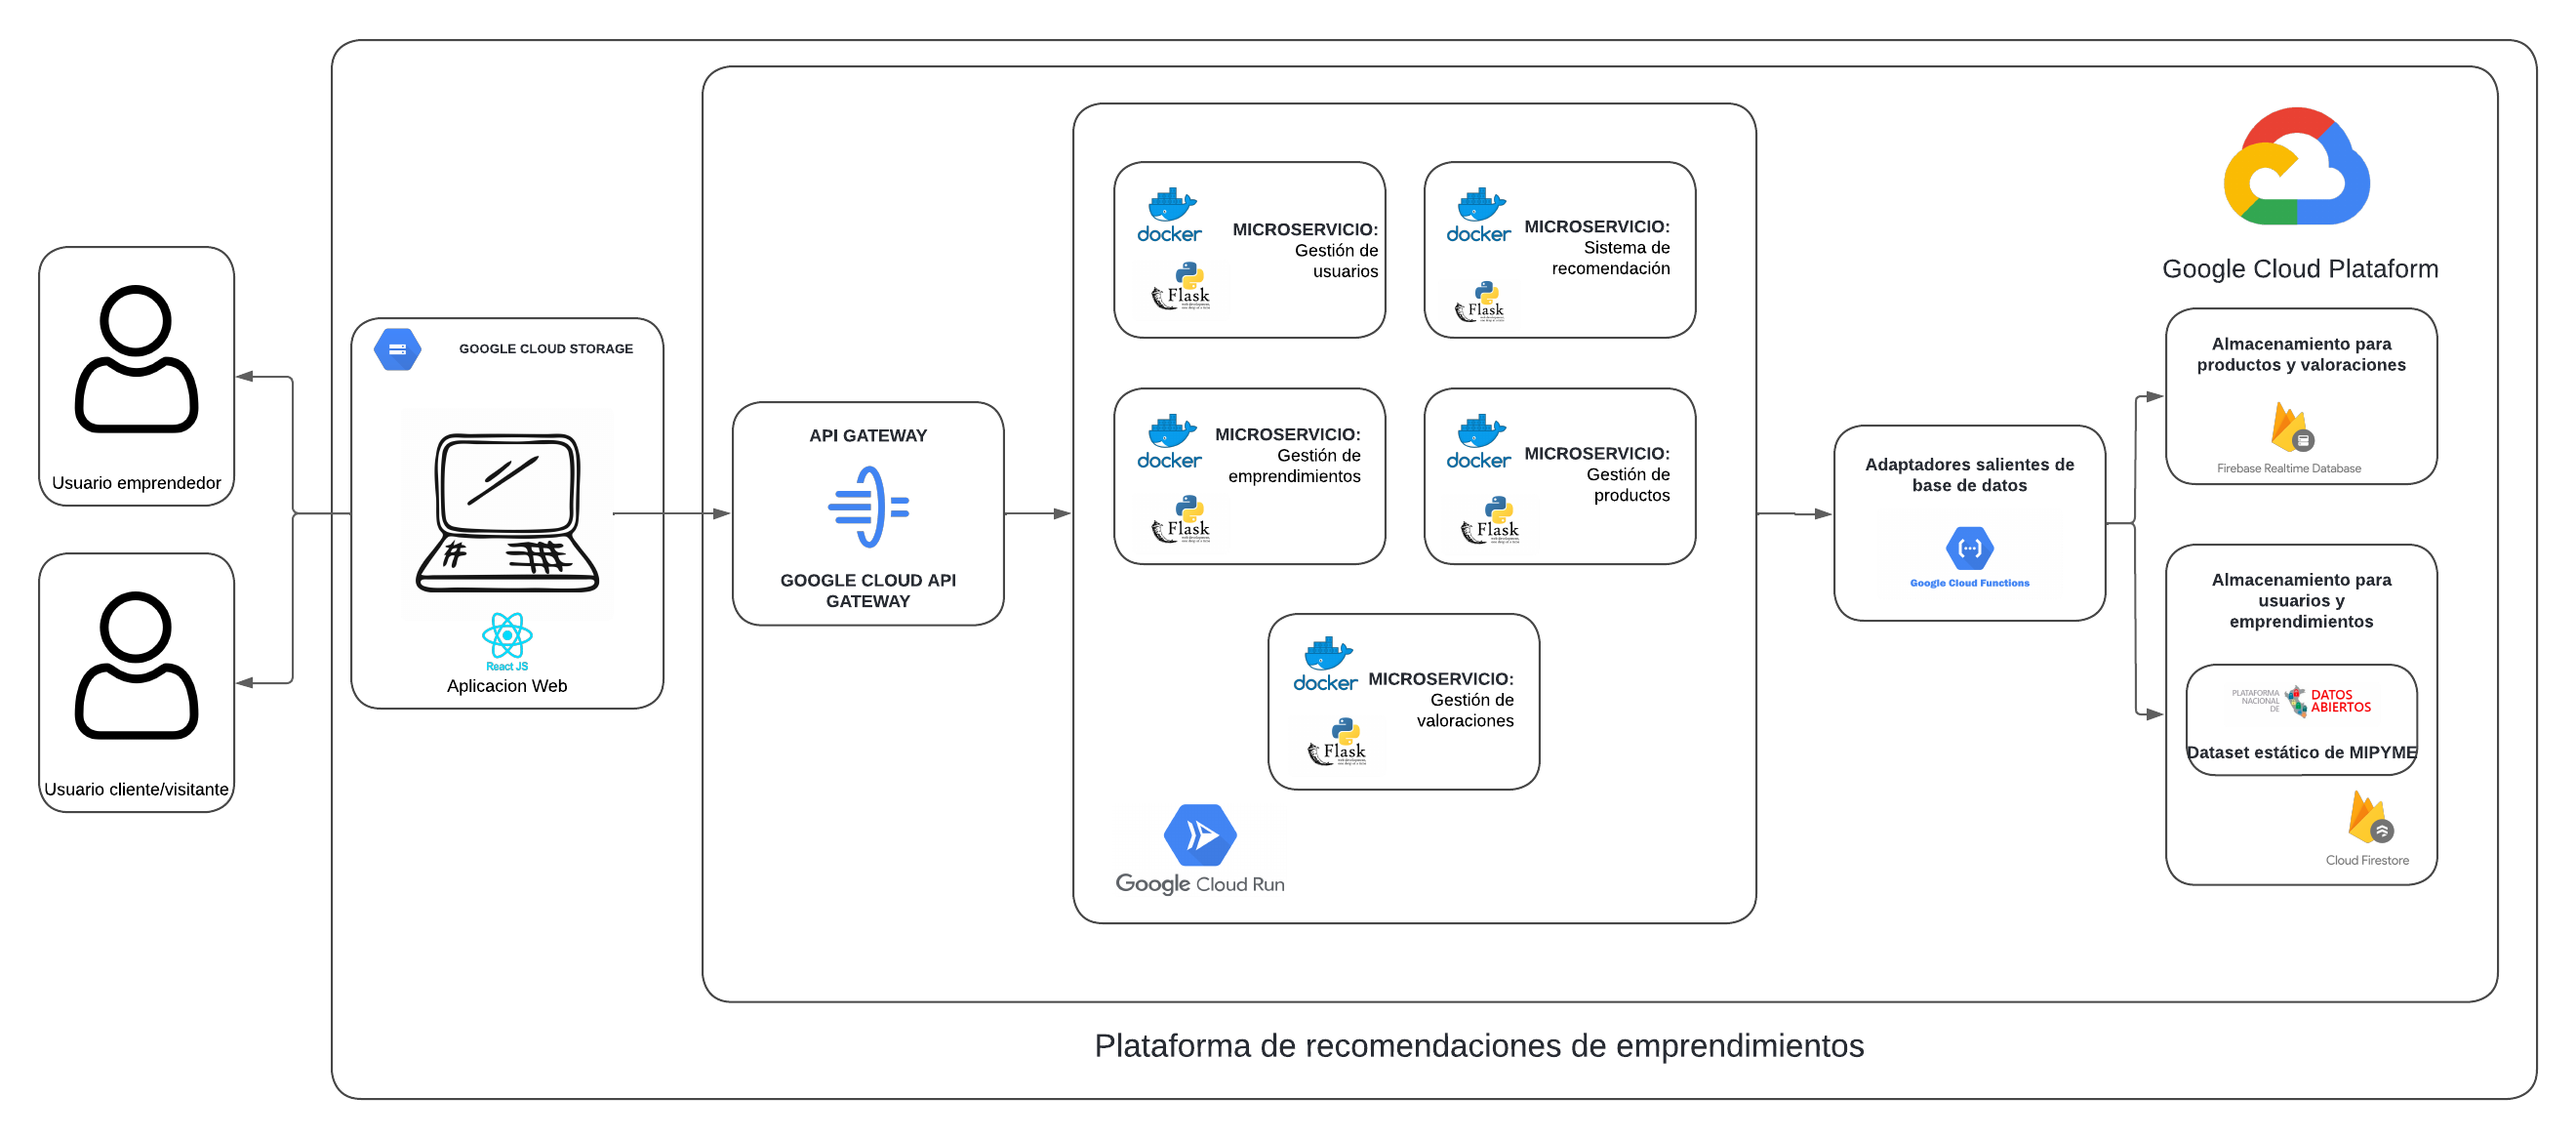 Usuario emprendedor
Usuario cliente/visitante
GOOGLE CLOUD STORAGE
React JS
Aplicacion Web
API GATEWAY
GOOGLE CLOUD API
GATEWAY
docker
MICROSERVICIO:
Gestión de
usuarios
Flask
docker
MICROSERVICIO:
Sistema de
recomendación
Flask
docker
MICROSERVICIO:
Gestión de
emprendimientos
Flask
docker
MICROSERVICIO:
Gestión de
productos
Flask
docker
MICROSERVICIO:
Gestión de
valoraciones
Flask
Google Cloud Run
Adaptadores salientes de
base de datos
Google Cloud Functions
Google Cloud Plataform
Almacenamiento para
productos y valoraciones
Firebase Realtime Database
Almacenamiento para
usuarios y
emprendimientos
PLATAFORMA
NACIONAL
DE
DATOS
ABIERTOS
Dataset estático de MIPYME
Cloud Firestore
Plataforma de recomendaciones de emprendimientos